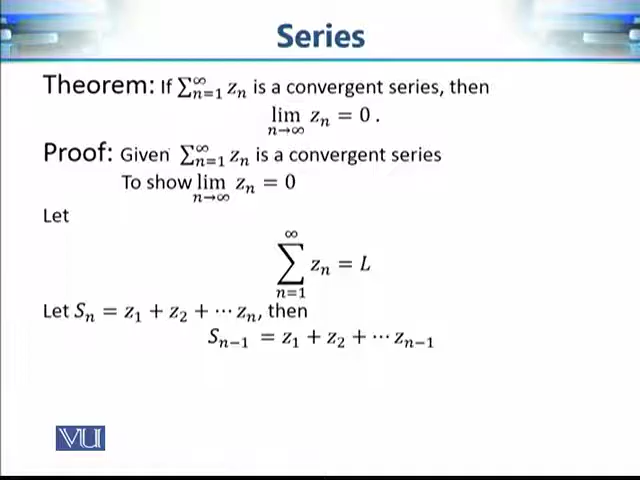 Series
Theorem: If ∑_{n=1}^{∞} z_n is a convergent series, then
lim_{n→∞} z_n = 0 .
Proof: Given ∑_{n=1}^{∞} z_n is a convergent series
To show lim_{n→∞} z_n = 0
Let
∑_{n=1}^{∞} z_n = L
Let S_n = z_1 + z_2 + ⋯ z_n, then
S_{n−1} = z_1 + z_2 + ⋯ z_{n−1}
VU